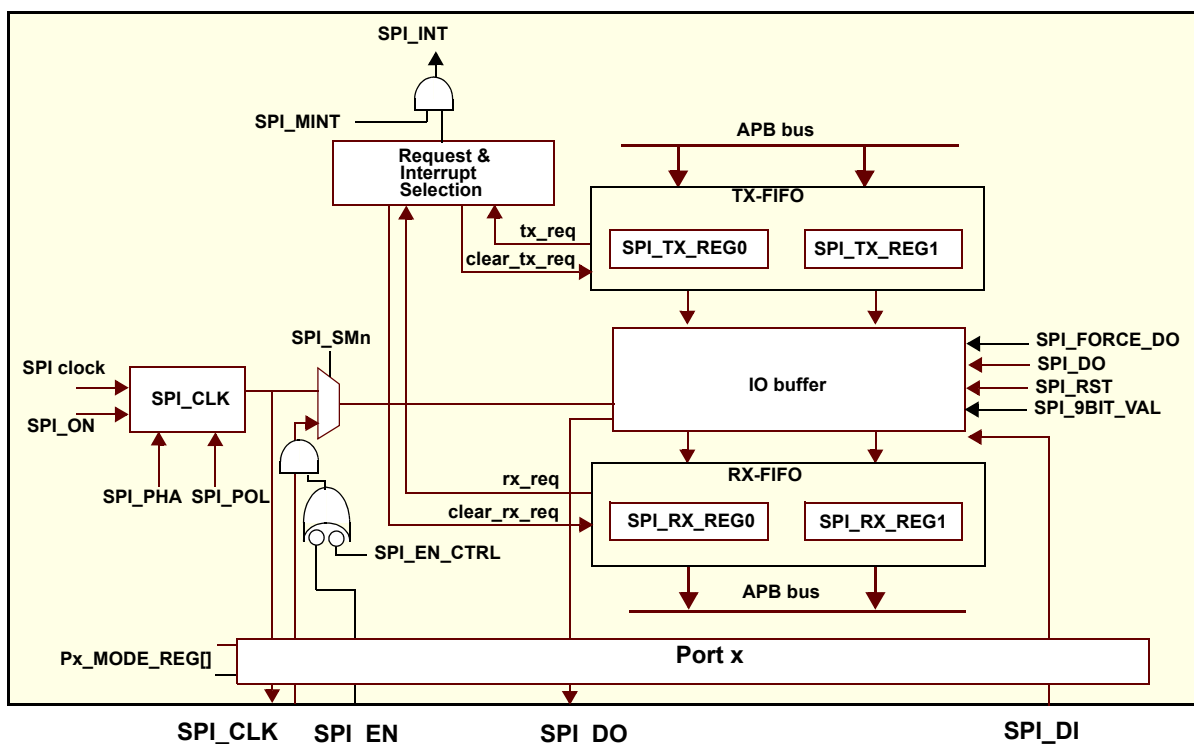 SPI_INT
SPI_MINT
APB bus
Request &
Interrupt
Selection
TX-FIFO
tx_req
SPI_TX_REG0
SPI_TX_REG1
clear_tx_req
SPI_SMn
SPI_FORCE_DO
SPI clock
SPI_DO
IO buffer
SPI_RST
SPI_CLK
SPI_9BIT_VAL
SPI_ON
RX-FIFO
rx_req
SPI_PHA
SPI_POL
clear_rx_req
SPI_RX_REG0
SPI_RX_REG1
SPI_EN_CTRL
APB bus
Px_MODE_REG[]
Port x
SPI_CLK
SPI_EN
SPI_DO
SPI_DI